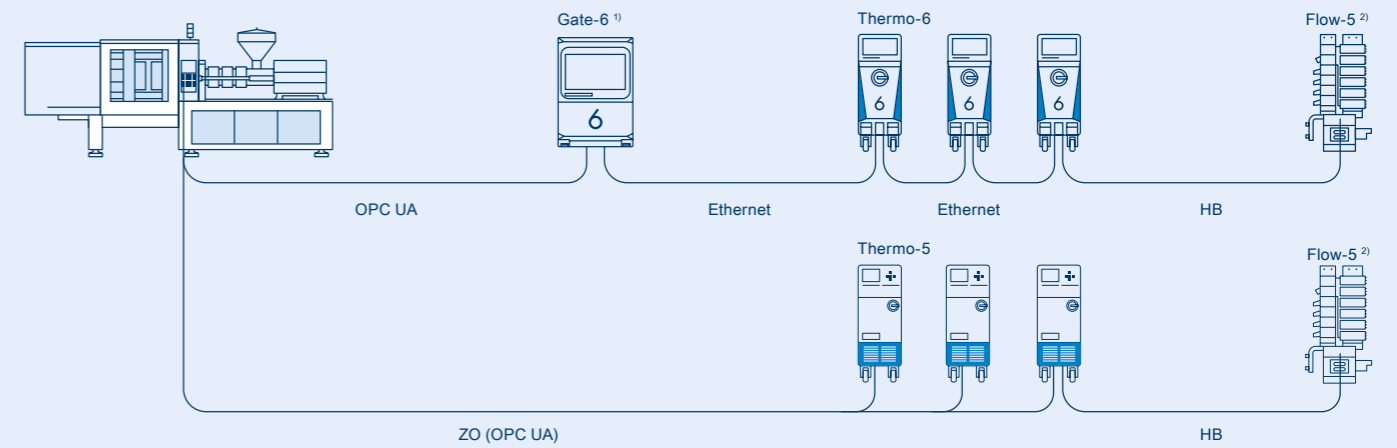 Gate-6 1)
Thermo-6
Flow-5 2)
6
6
6
6
OPC UA
Ethernet
Ethernet
HB
Thermo-5
Flow-5 2)
ZO (OPC UA)
HB